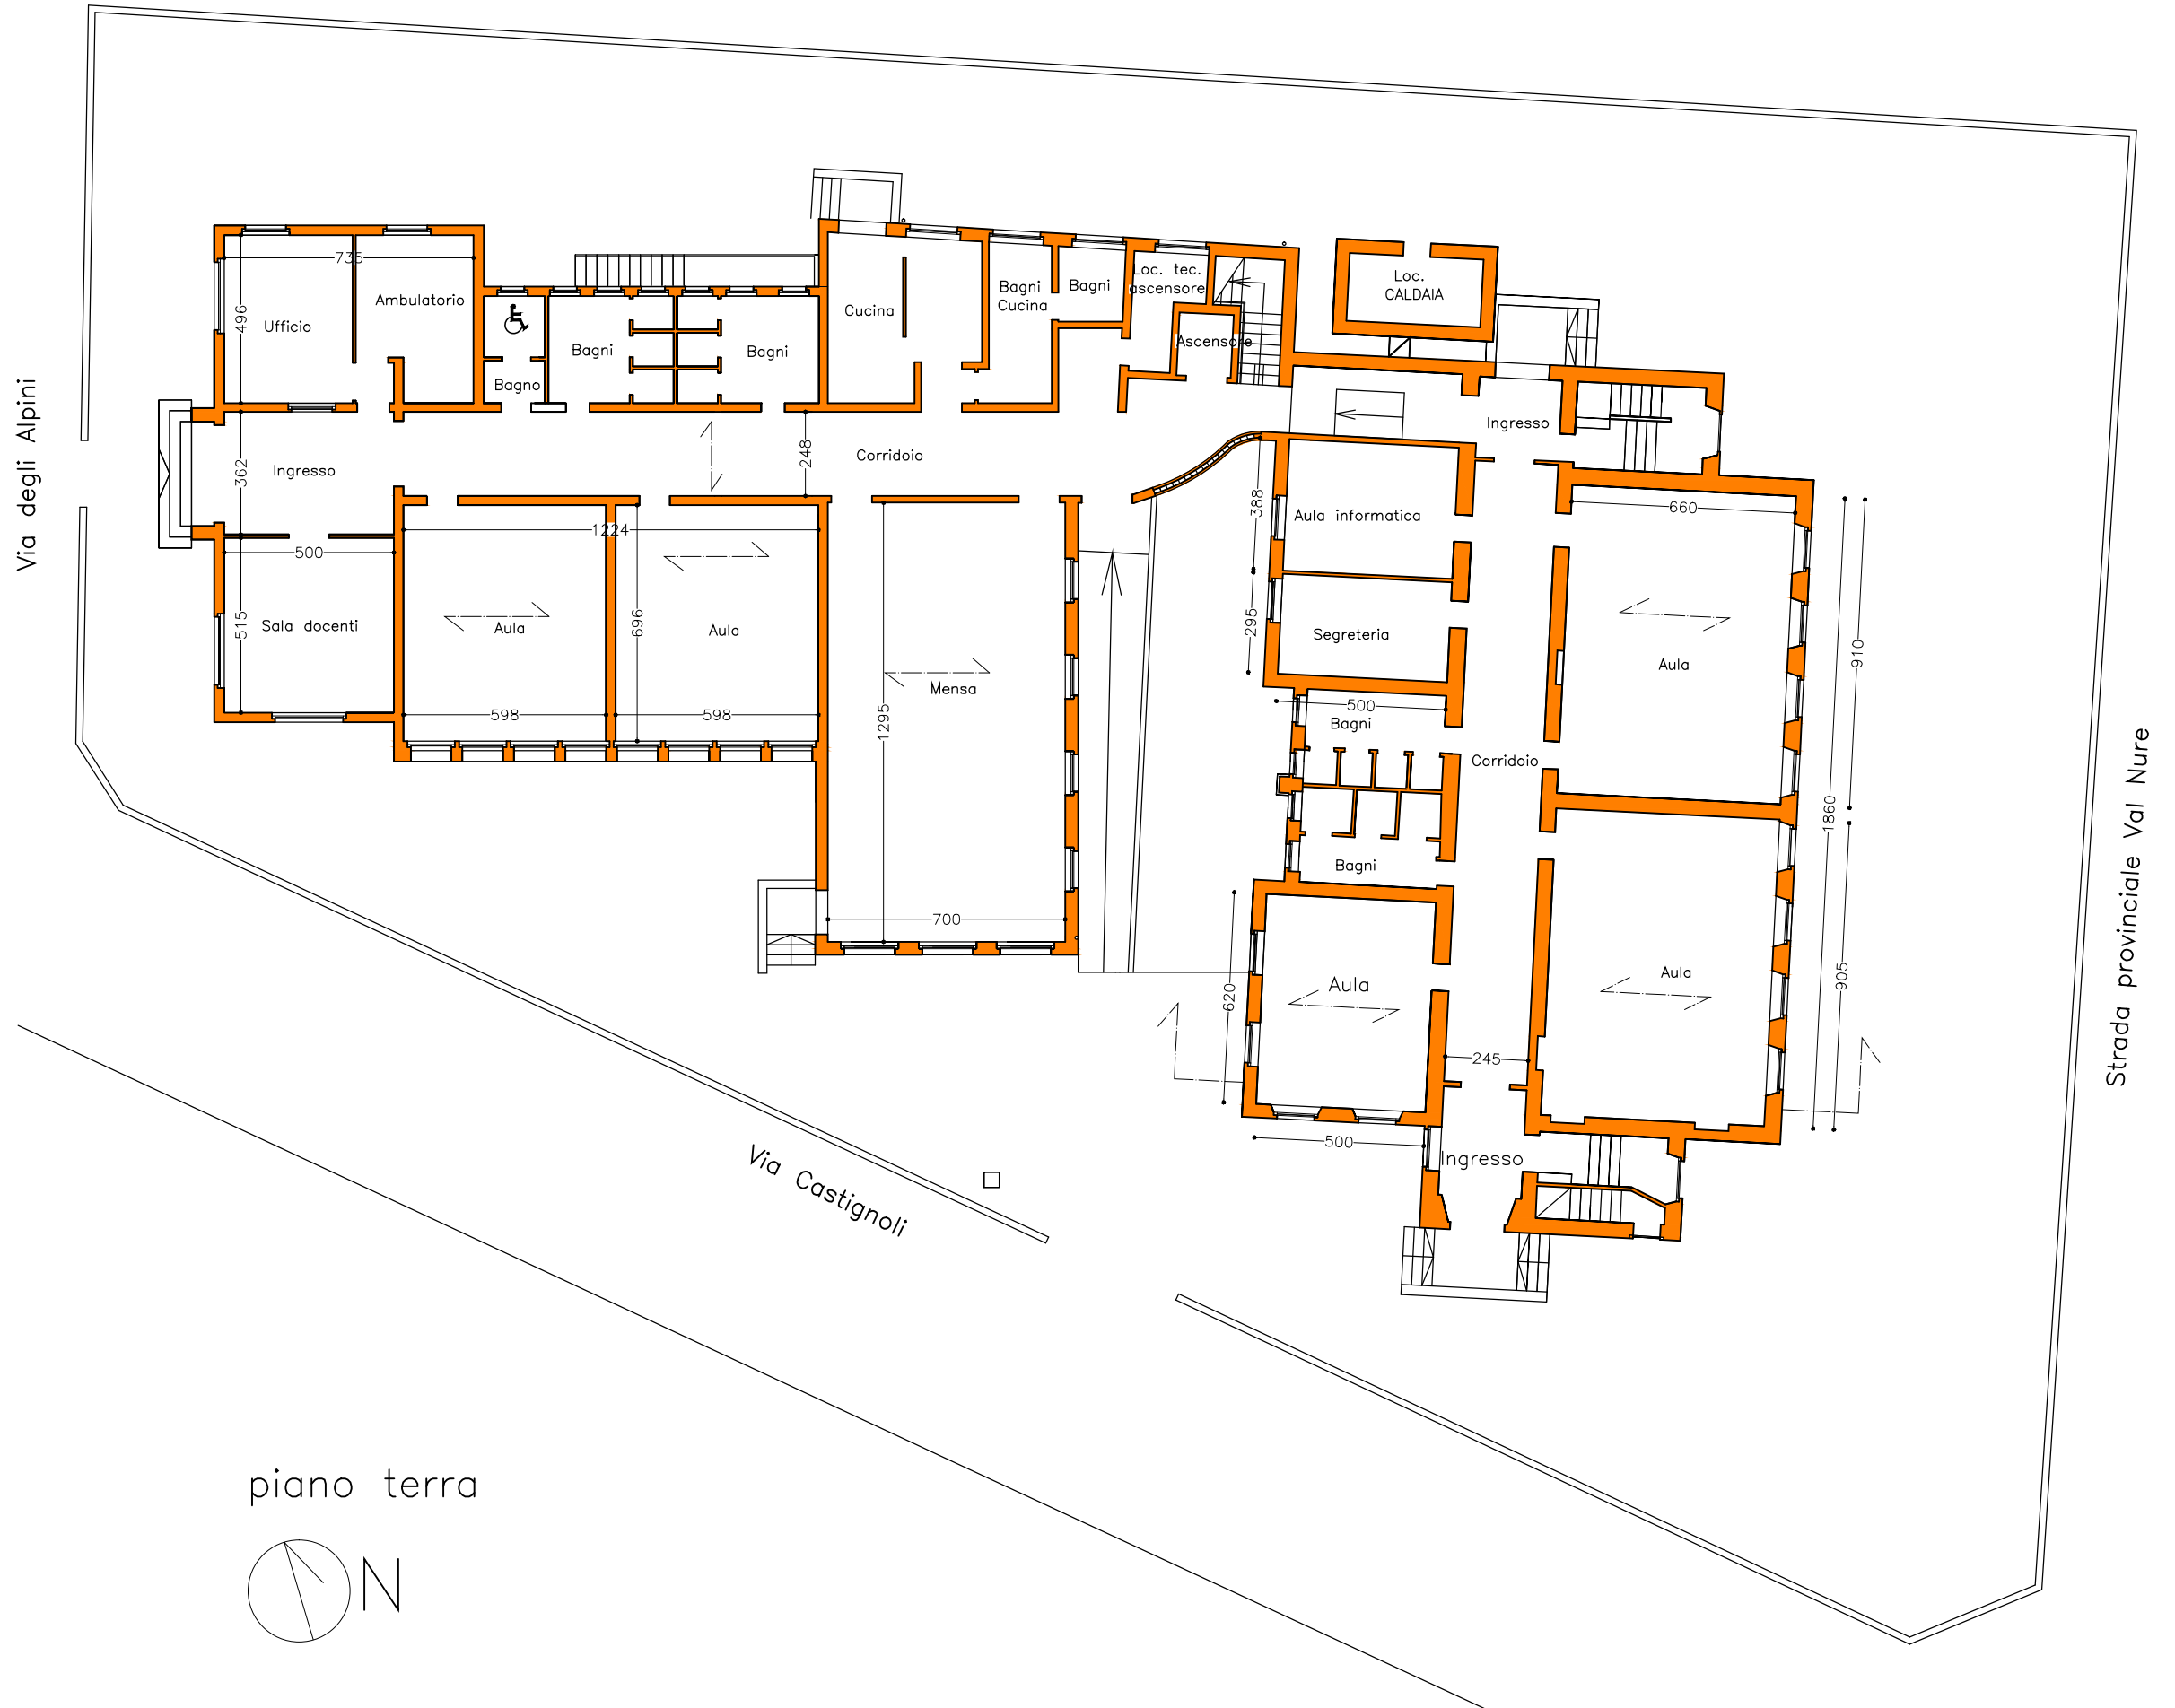 Via degli Alpini
735
496
Ufficio
Ambulatorio
Bagno
Bagni
Bagni
Cucina
Bagni
Cucina
Bagni
Loc. tec.
ascensore
Ascensore
Loc.
CALDAIA
Ingresso
362
Ingresso
248
Corridoio
388
Aula informatica
660
500
1224
515
Sala docenti
696
Aula
Aula
598
598
Mensa
1295
700
295
Segreteria
500
Bagni
Corridoio
Bagni
Aula
910
1860
905
Strada provinciale Val Nure
Aula
620
Aula
245
500
Ingresso
Via Castignoli
piano terra
N